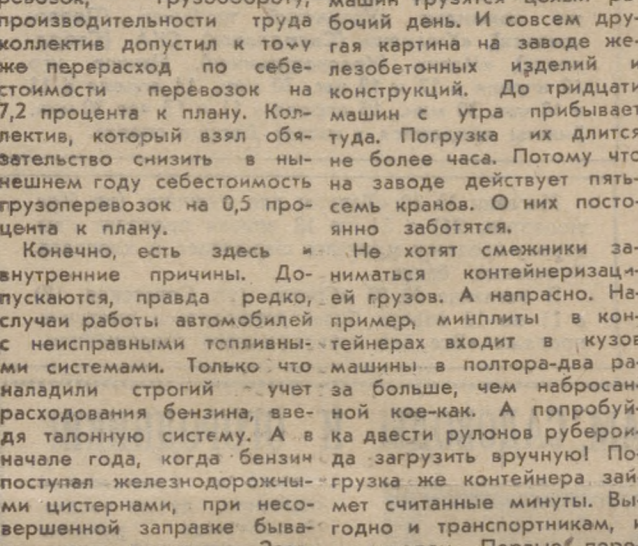 производительности труда
коллектив допустил к тому
же перерасход по себе-
стоимости перевозок на
7,2 процента к плану. Кол-
лектив, который взял обя-
зательство снизить в ны-
нешнем году себестоимость
грузоперевозок на 0,5 про-
цента к плану.
Конечно, есть здесь и
внутренние причины. До-
пускаются, правда редко,
случаи работы автомобилей
с неисправными топливны-
ми системами. Только что
наладили строгий учет
расходования бензина, вве-
дя талонную систему. А в
начале года, когда бензин
поступал железнодорожны-
ми цистернами, при несо-
вершенной заправке быва-
бочий день. И совсем дру-
гая картина на заводе же-
лезобетонных изделий и
конструкций. До тридцати
машин с утра прибывает
туда. Погрузка их длится
не более часа. Потому что
на заводе действует пять-
семь кранов. О них посто-
янно заботятся.
Не хотят смежники за-
ниматься контейнеризаци-
ей грузов. А напрасно. На-
пример, минплиты в кон-
тейнерах входит в кузов
машины в полтора-два ра-
за больше, чем набросан-
ной кое-как. А попробуй-
ка двести рулонов руберои-
да загрузить вручную! По-
грузка же контейнера зай-
мет считанные минуты. Вы-
годно и транспортникам, и